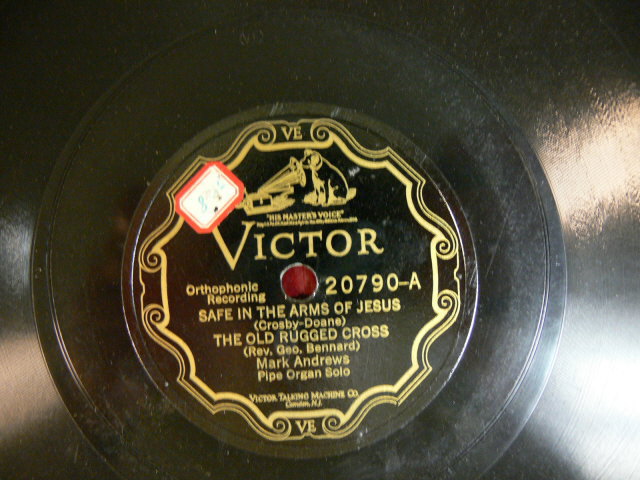 VE
"HIS MASTER'S VOICE"
VICTOR
Orthophonic
Recording
20790-A
SAFE IN THE ARMS OF JESUS
(Crosby-Doane)
THE OLD RUGGED CROSS
(Rev. Geo. Bennard)
Mark Andrews
Pipe Organ Solo
VICTOR TALKING MACHINE CO.
Camden, N.J.
VE